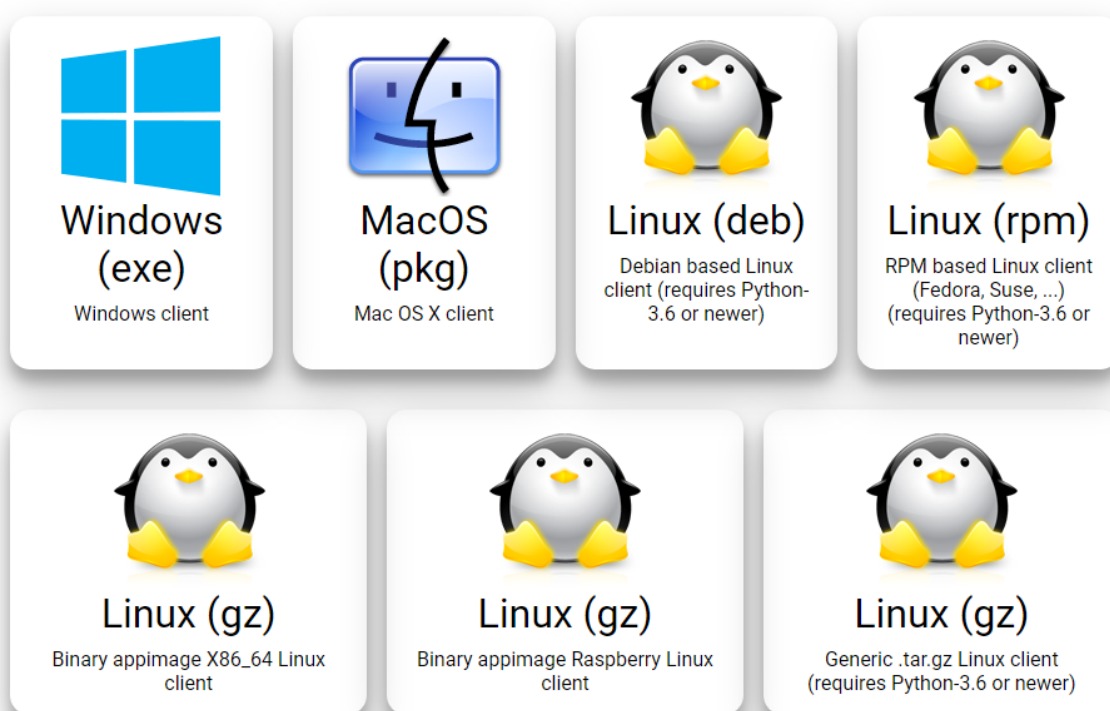 Windows
(exe)
Windows client
MacOS
(pkg)
Mac OS X client
Linux (deb)
Debian based Linux
client (requires Python-
3.6 or newer)
Linux (rpm)
RPM based Linux client
(Fedora, Suse, ...)
(requires Python-3.6 or
newer)
Linux (gz)
Binary appimage X86_64 Linux
client
Linux (gz)
Binary appimage Raspberry Linux
client
Linux (gz)
Generic .tar.gz Linux client
(requires Python-3.6 or newer)